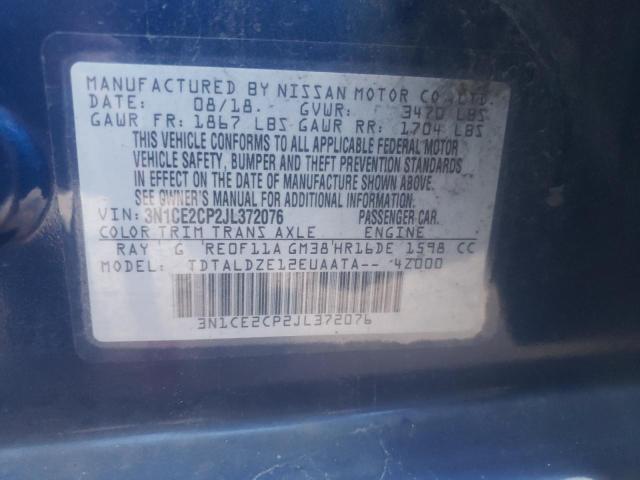 MANUFACTURED BY NISSAN MOTOR CO., LTD.
DATE: 08/18. GVWR: 3470 LBS
GAWR FR: 1867 LBS GAWR RR: 1704 LBS
THIS VEHICLE CONFORMS TO ALL APPLICABLE FEDERAL MOTOR
VEHICLE SAFETY, BUMPER AND THEFT PREVENTION STANDARDS
IN EFFECT ON THE DATE OF MANUFACTURE SHOWN ABOVE.
SEE OWNER'S MANUAL FOR ADDITIONAL INFORMATION.
VIN: 3N1CE2CP2JL372076 PASSENGER CAR.
COLOR TRIM TRANS AXLE ENGINE
RAY G RE0F11A GM38 HR16DE 1598 CC
MODEL: TDTALDZE12EUAATA-- 4Z000
3N1CE2CP2JL372076